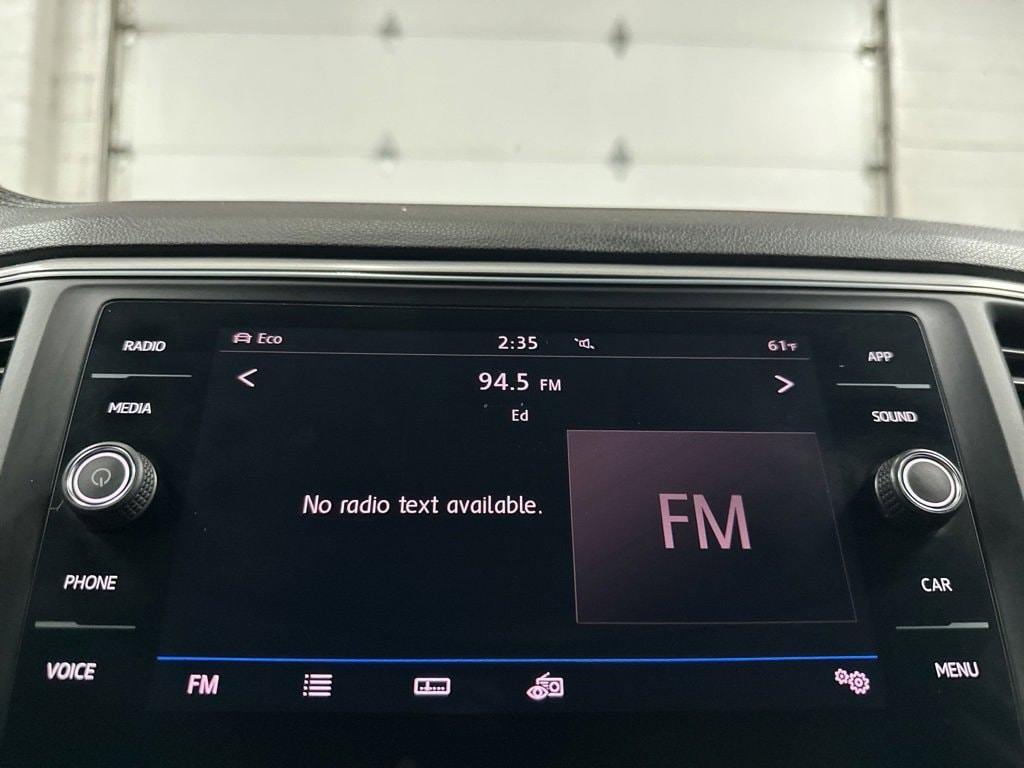 RADIO
MEDIA
PHONE
VOICE
Eco
2:35
61°F
94.5 FM
Ed
No radio text available.
FM
FM
APP
SOUND
CAR
MENU